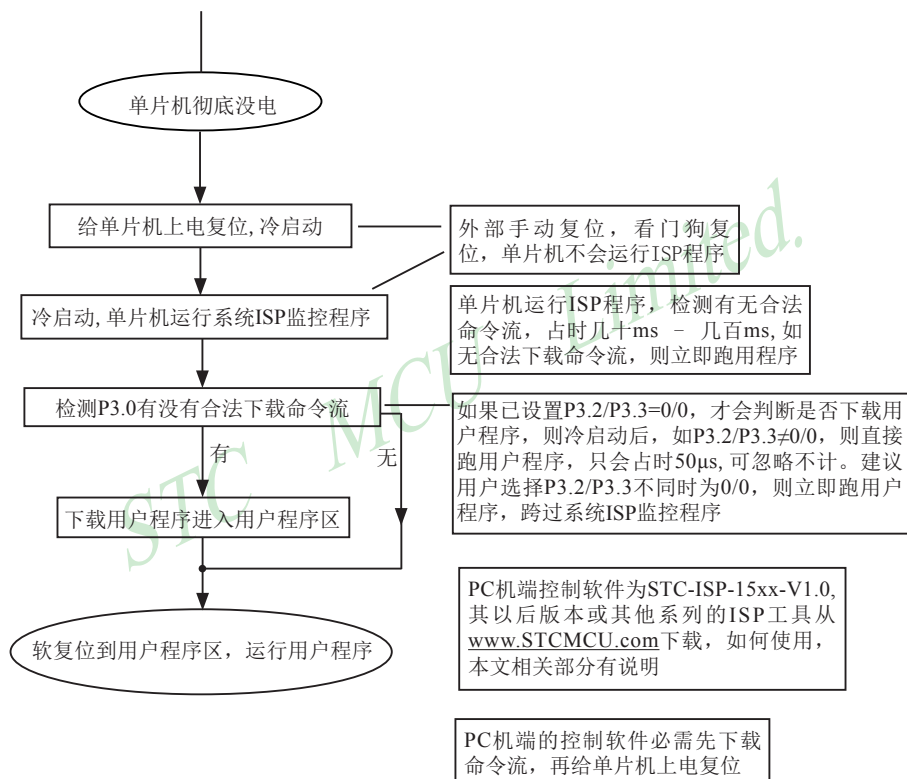 单片机彻底没电
给单片机上电复位,冷启动
外部手动复位，看门狗复
位，单片机不会运行ISP程序
冷启动,单片机运行系统ISP监控程序
单片机运行ISP程序，检测有无合法
命令流，占时几十ms – 几百ms,如
无合法下载命令流，则立即跑用程序
检测P3.0有没有合法下载命令流
如果已设置P3.2/P3.3=0/0，才会判断是否下载用
户程序，则冷启动后，如P3.2/P3.3≠0/0，则直接
跑用户程序，只会占时50μs,可忽略不计。建议
用户选择P3.2/P3.3不同时为0/0，则立即跑用户
程序，跨过系统ISP监控程序
有
无
下载用户程序进入用户程序区
软复位到用户程序区，运行用户程序
PC机端控制软件为STC-ISP-15xx-V1.0,
其以后版本或其他系列的ISP工具从
www.STCMCU.com下载，如何使用，
本文相关部分有说明
PC机端的控制软件必需先下载
命令流，再给单片机上电复位
STC MCU Limited.